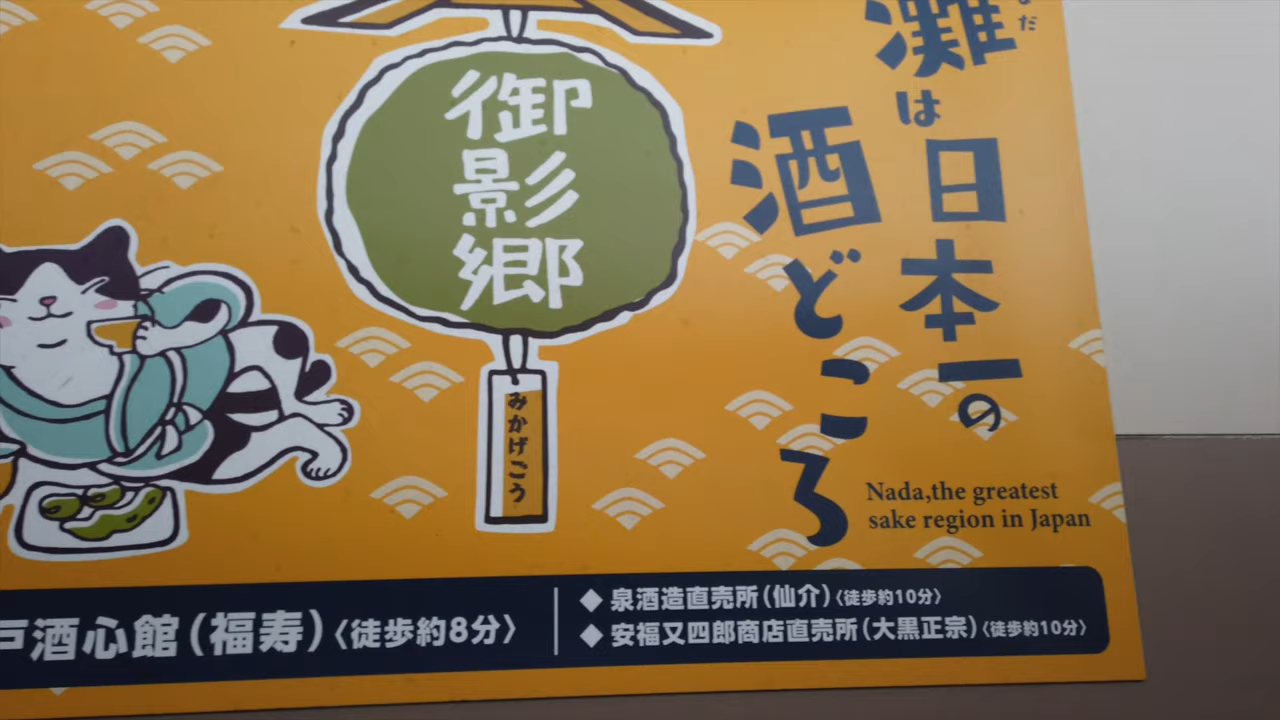 灘は日本一の
酒どころ
Nada,the greatest
sake region in Japan
御影郷
みかげごう
戸酒心館(福寿)〈徒歩約8分〉
◆ 泉酒造直売所(仙介)〈徒歩約10分〉
◆ 安福又四郎商店直売所(大黒正宗)〈徒歩約10分〉